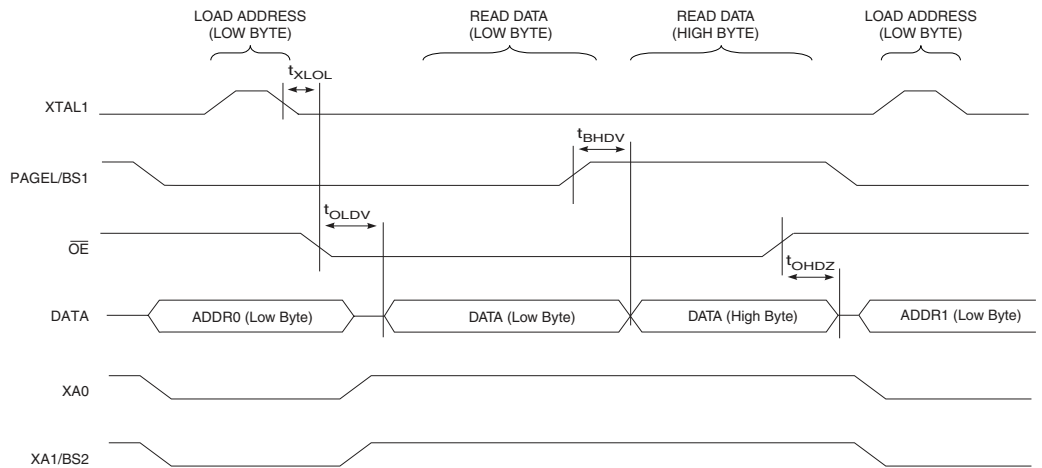 LOAD ADDRESS
(LOW BYTE)
READ DATA
(LOW BYTE)
READ DATA
(HIGH BYTE)
LOAD ADDRESS
(LOW BYTE)
tXLOL
XTAL1
tBHDV
PAGEL/BS1
tOLDV
OE
tOHDZ
DATA
ADDR0 (Low Byte)
DATA (Low Byte)
DATA (High Byte)
ADDR1 (Low Byte)
XA0
XA1/BS2